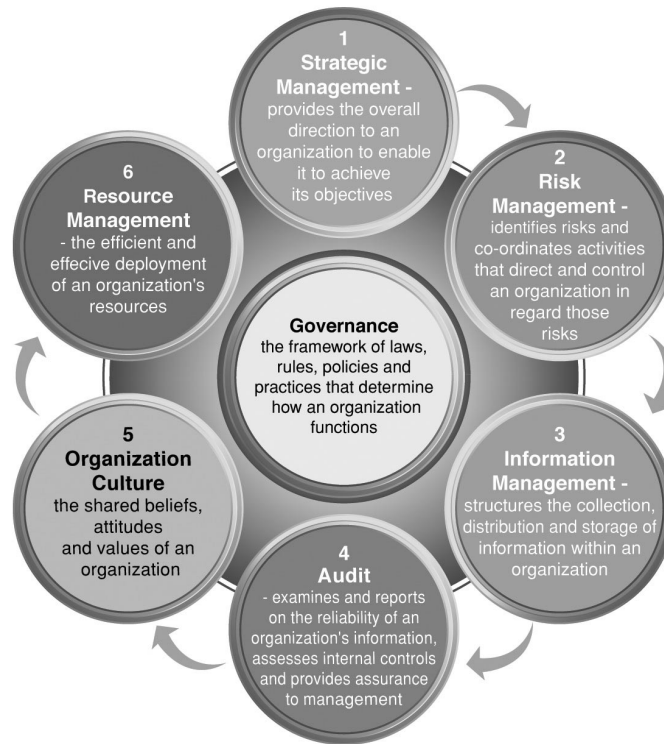 1
Strategic
Management -
provides the overall
direction to an
organization to enable
it to achieve
its objectives
2
Risk
Management -
identifies risks and
co-ordinates activities
that direct and control
an organization in
regard those
risks
3
Information
Management -
structures the collection,
distribution and storage of
information within an
organization
4
Audit
- examines and reports
on the reliability of an
organization's information,
assesses internal controls
and provides assurance
to management
5
Organization
Culture
the shared beliefs,
attitudes
and values of an
organization
6
Resource
Management
- the efficient and
effecive deployment
of an organization's
resources
Governance
the framework of laws,
rules, policies and
practices that determine
how an organization
functions